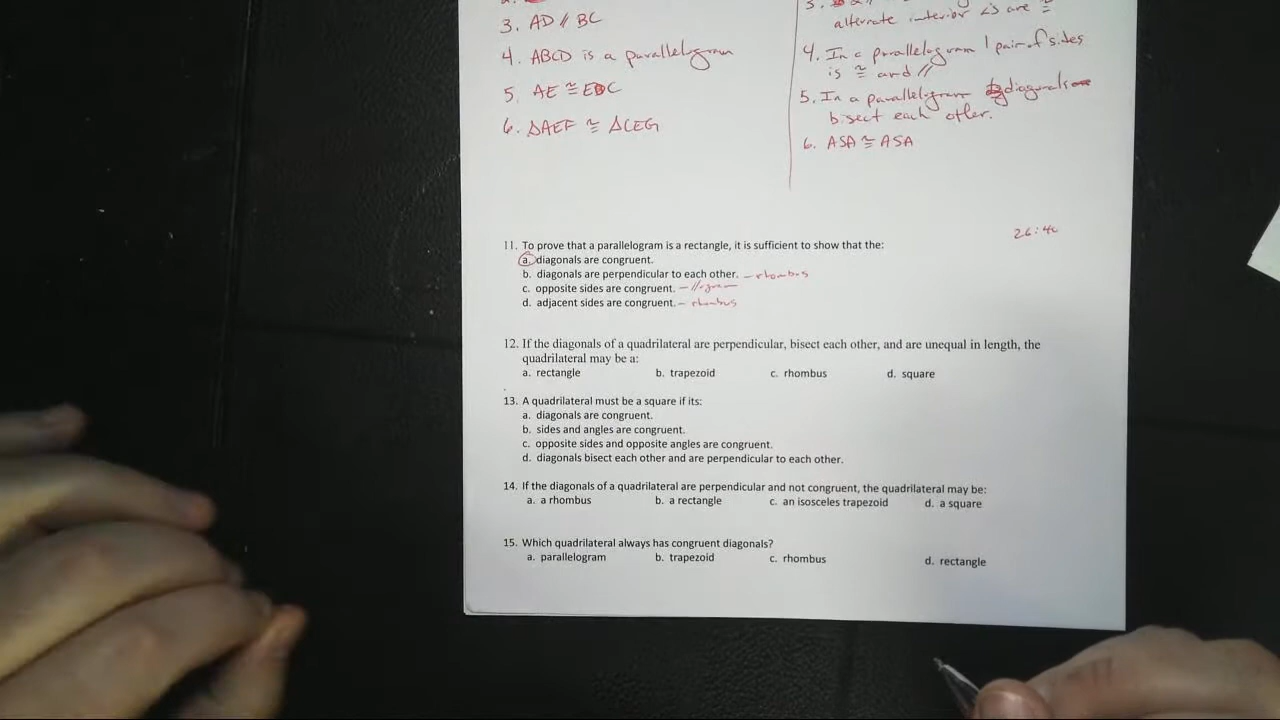 3. AD // BC
alternate interior ∠s are ≅
4. ABCD is a parallelogram
4. In a parallelogram 1 pair of sides
is ≅ and //
5. AE ≅ EC
5. In a parallelogram diagonals
bisect each other.
6. △AEF ≅ △CEG
6. ASA ≅ ASA
26:40
11. To prove that a parallelogram is a rectangle, it is sufficient to show that the:
a. diagonals are congruent.
b. diagonals are perpendicular to each other. – rhombus
c. opposite sides are congruent. – //gram
d. adjacent sides are congruent. – rhombus
12. If the diagonals of a quadrilateral are perpendicular, bisect each other, and are unequal in length, the
quadrilateral may be a:
a. rectangle b. trapezoid c. rhombus d. square
13. A quadrilateral must be a square if its:
a. diagonals are congruent.
b. sides and angles are congruent.
c. opposite sides and opposite angles are congruent.
d. diagonals bisect each other and are perpendicular to each other.
14. If the diagonals of a quadrilateral are perpendicular and not congruent, the quadrilateral may be:
a. a rhombus b. a rectangle c. an isosceles trapezoid d. a square
15. Which quadrilateral always has congruent diagonals?
a. parallelogram b. trapezoid c. rhombus d. rectangle